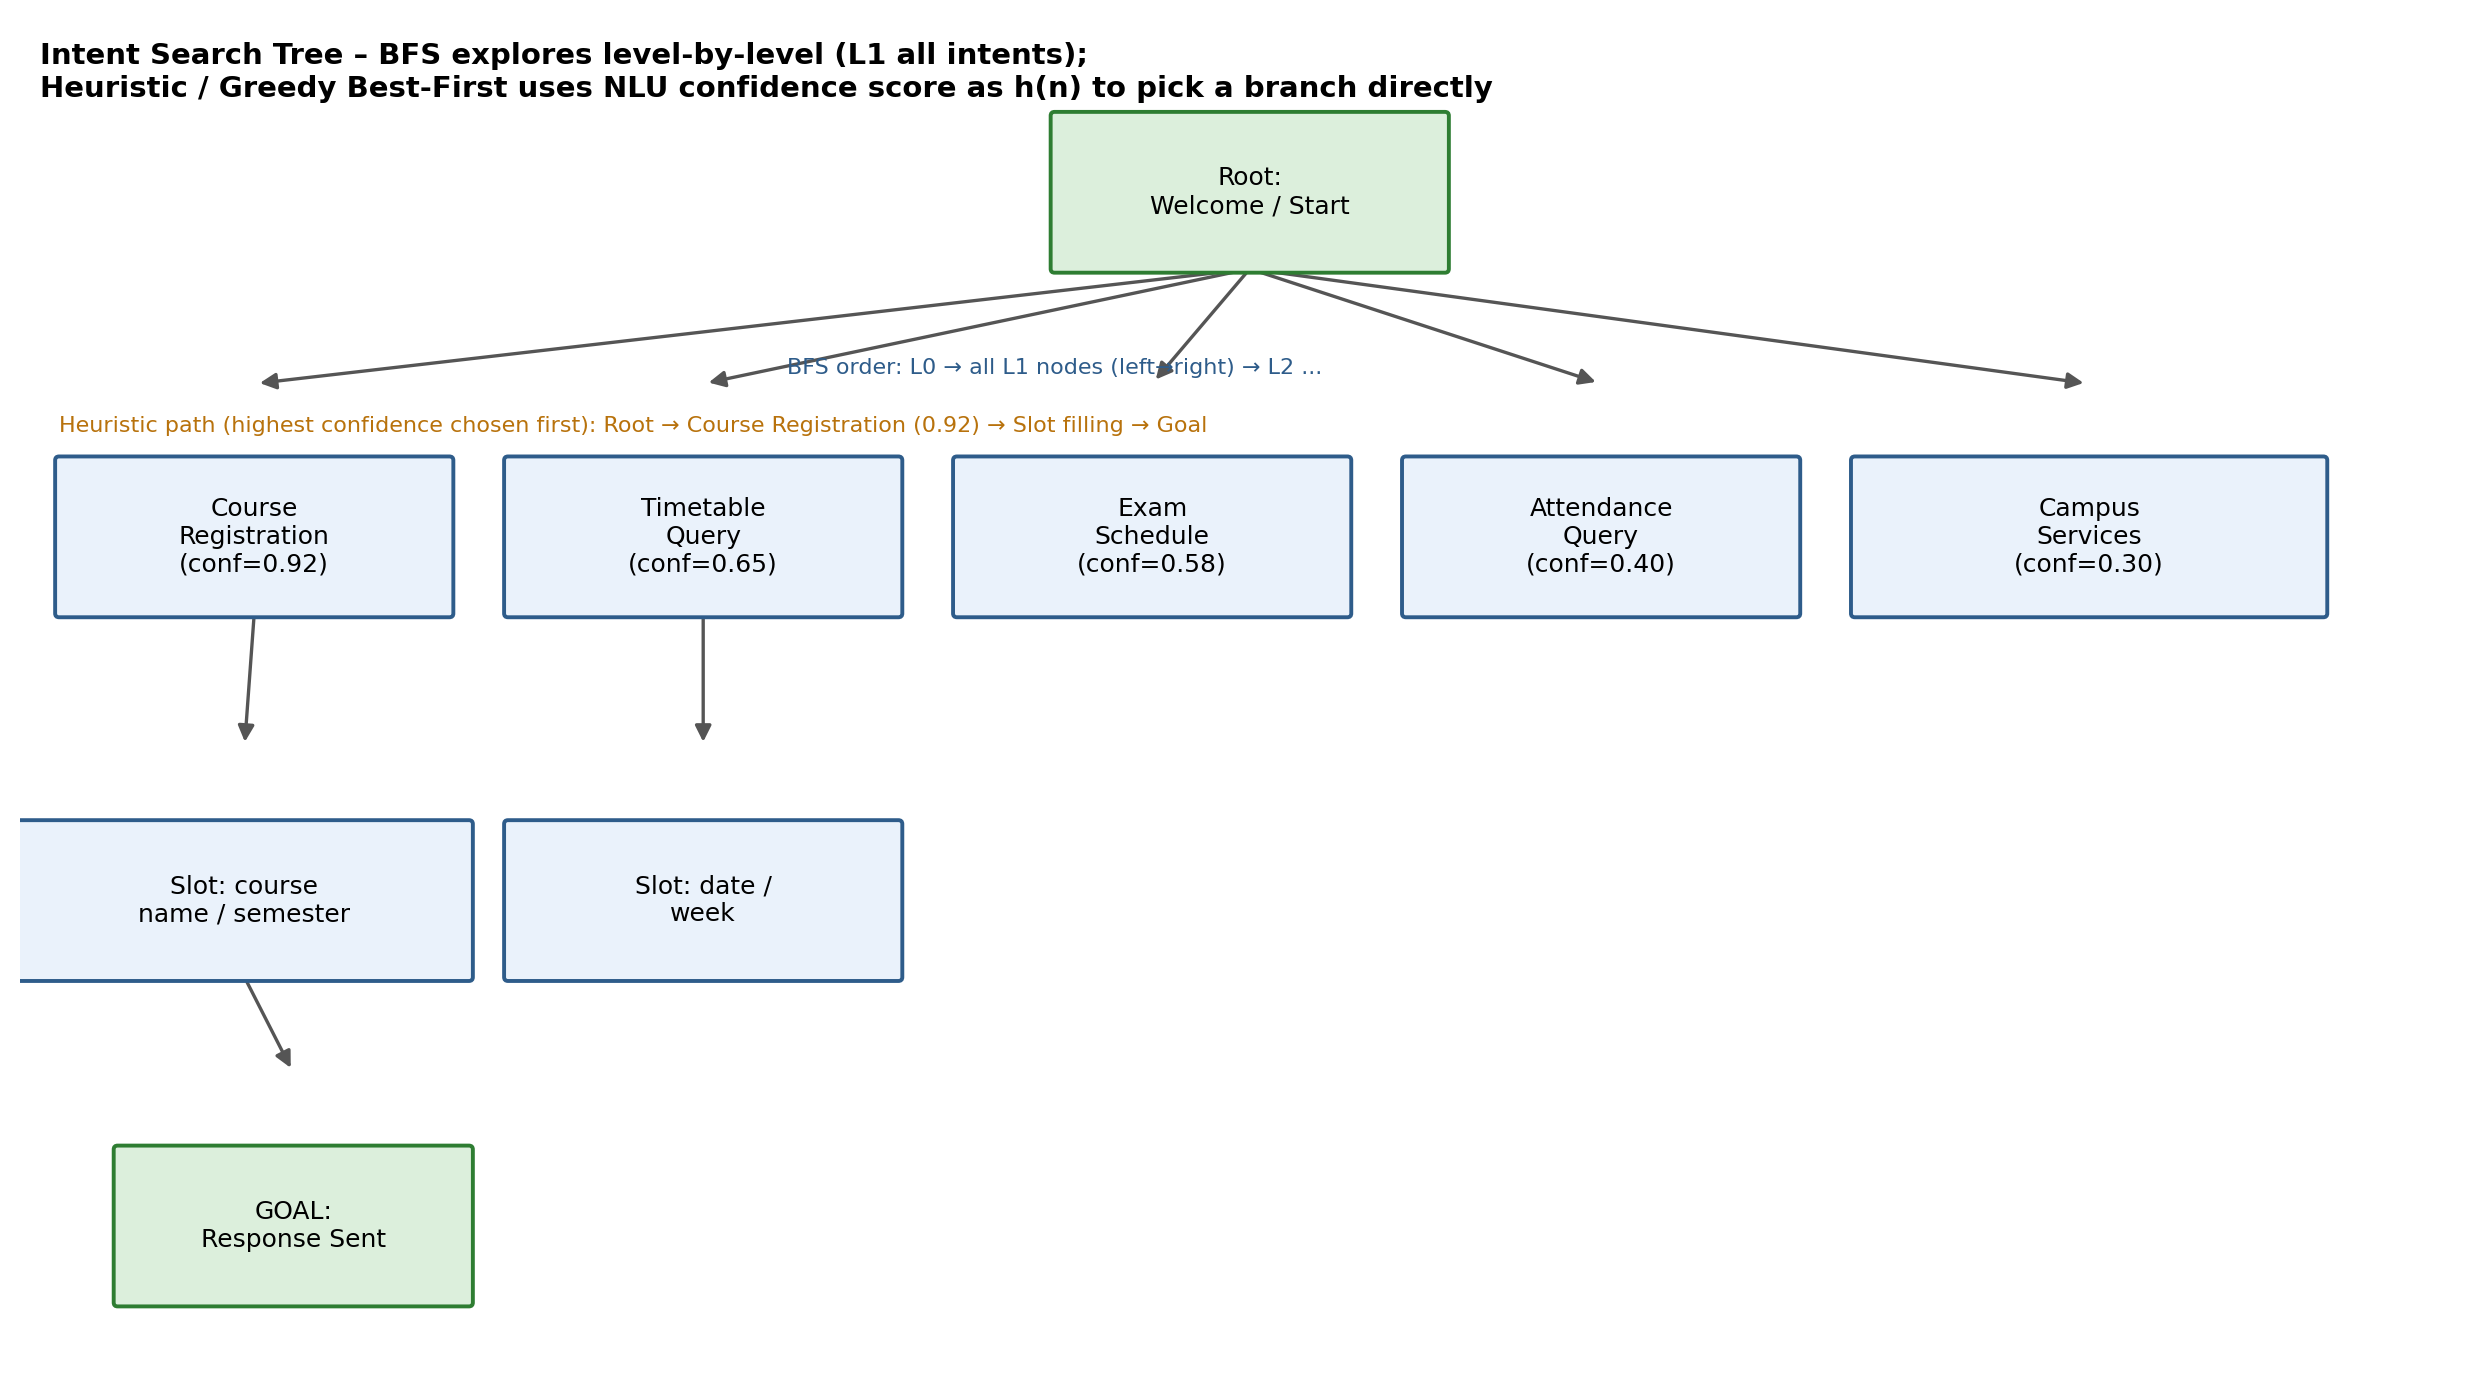 Intent Search Tree – BFS explores level-by-level (L1 all intents);
Heuristic / Greedy Best-First uses NLU confidence score as h(n) to pick a branch directly
Root:
Welcome / Start
BFS order: L0 → all L1 nodes (left→right) → L2 ...
Heuristic path (highest confidence chosen first): Root → Course Registration (0.92) → Slot filling → Goal
Course
Registration
(conf=0.92)
Timetable
Query
(conf=0.65)
Exam
Schedule
(conf=0.58)
Attendance
Query
(conf=0.40)
Campus
Services
(conf=0.30)
Slot: course
name / semester
Slot: date /
week
GOAL:
Response Sent